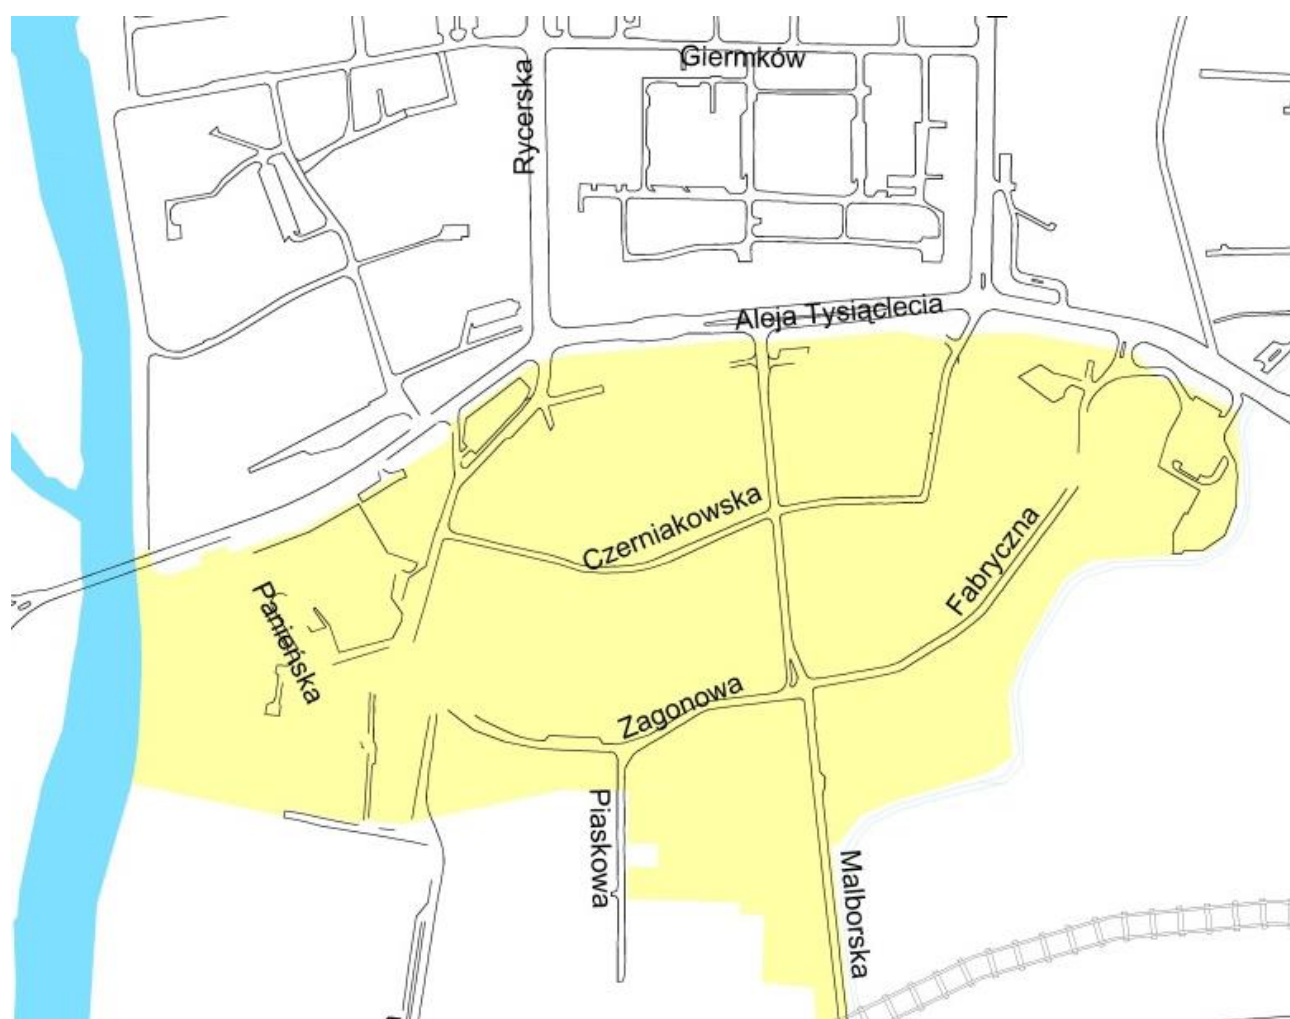 Giermków
Rycerska
Aleja Tysiąclecia
Czerniakowska
Fabryczna
Panieńska
Zagonowa
Piaskowa
Malborska